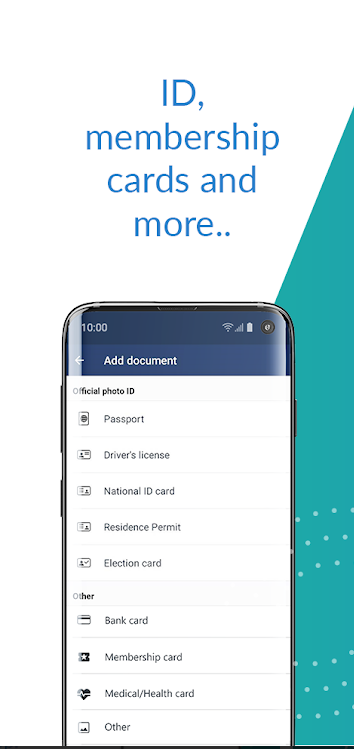 ID,
membership
cards and
more..
10:00
Add document
Official photo ID
Passport
Driver's license
National ID card
Residence Permit
Election card
Other
Bank card
Membership card
Medical/Health card
Other